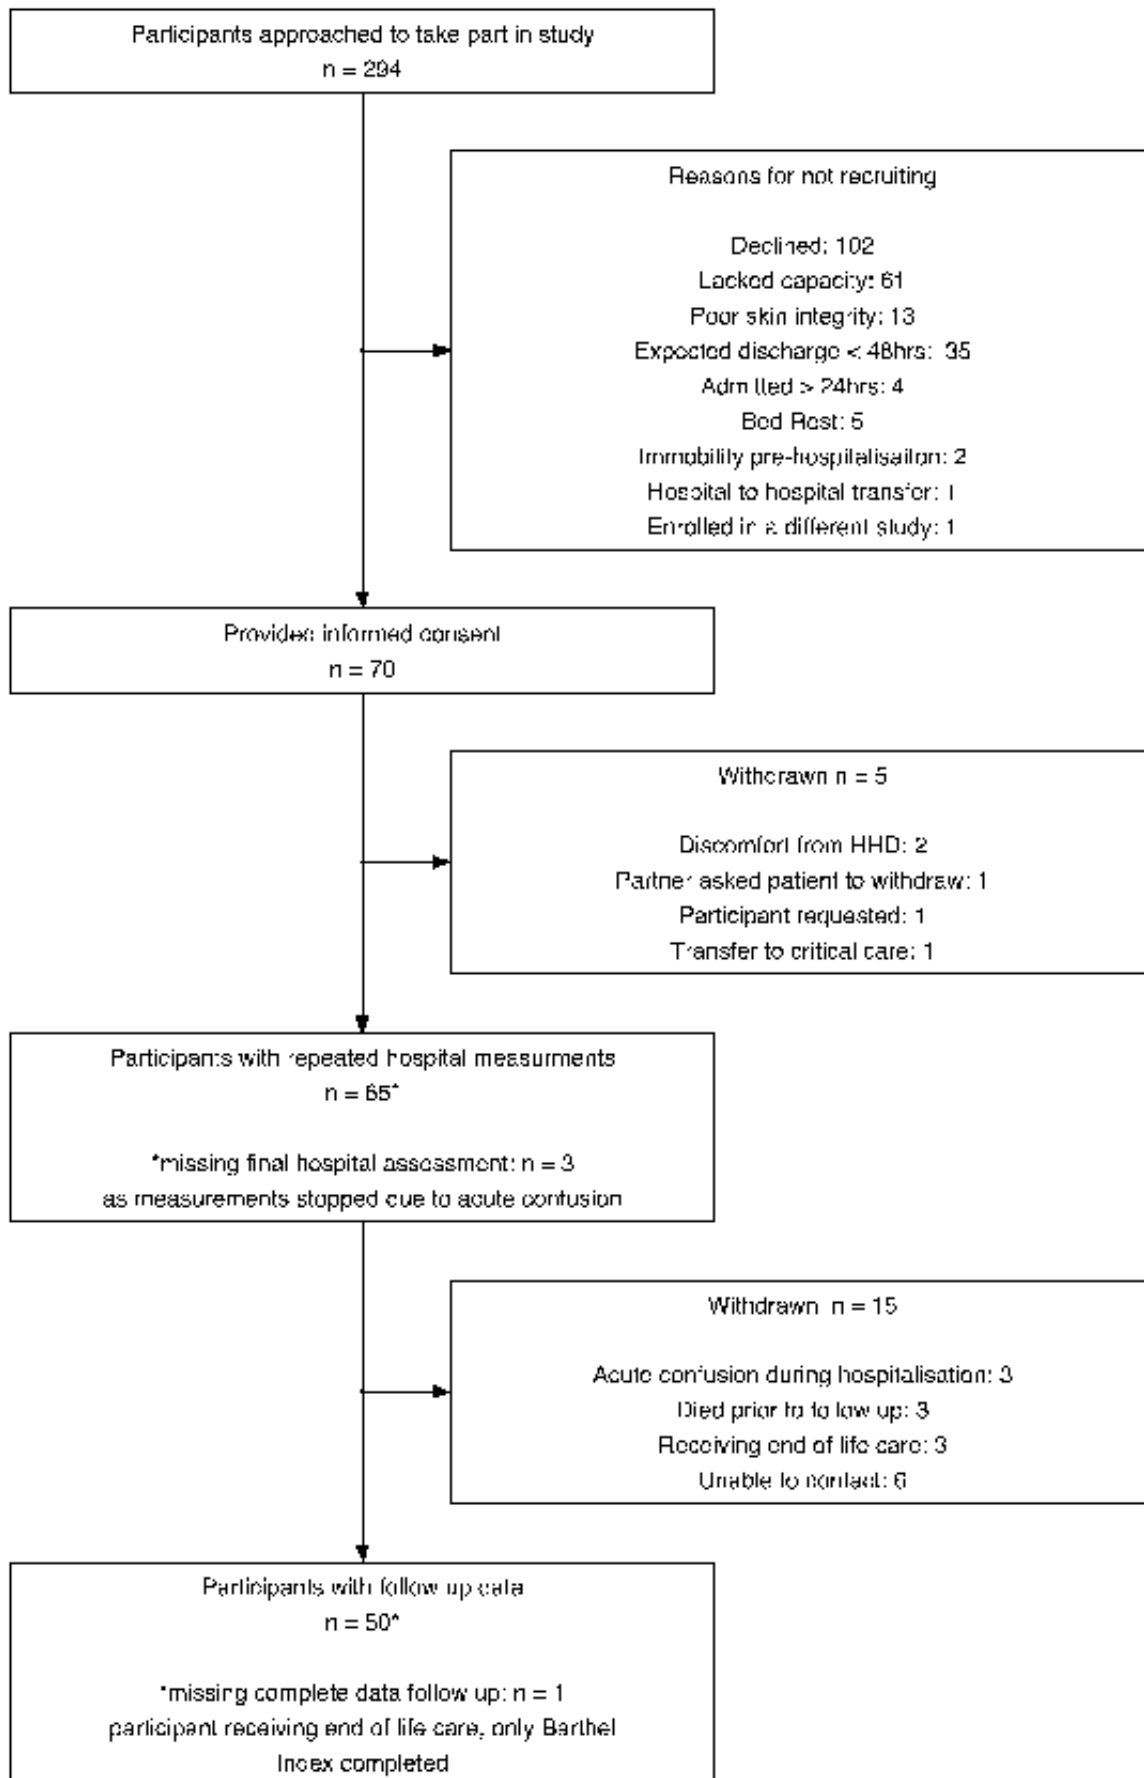 Participants approached to take part in study
n = 294
Reasons for not recruiting
Declined: 102
Lacked capacity: 61
Poor skin integrity: 13
Expected discharge < 48hrs: 35
Admitted > 24hrs: 4
Bed Rest: 5
Immobility pre-hospitalisaiton: 2
Hospital to hospital transfer: 1
Enrolled in a different study: 1
Provides informed consent
n = 70
Withdrawn n = 5
Discomfort from HHD: 2
Partner asked patient to withdraw: 1
Participant requested: 1
Transfer to critical care: 1
Participants with repeated hospital measurments
n = 65*
*missing final hospital assessment: n = 3
as measurements stopped due to acute confusion
Withdrawn n = 15
Acute confusion during hospitalisation: 3
Died prior to follow up: 3
Receiving end of life care: 3
Unable to contact: 6
Participants with follow up data
n = 50*
*missing complete data follow up: n = 1
participant receiving end of life care, only Barthel
Index completed